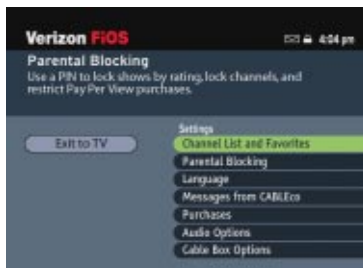 Verizon FiOS
4:04 pm
Parental Blocking
Use a PIN to lock shows by rating, lock channels, and
restrict Pay Per View purchases.
Settings
Exit to TV
Channel List and Favorites
Parental Blocking
Language
Messages from CABLECo
Purchases
Audio Options
Cable Box Options